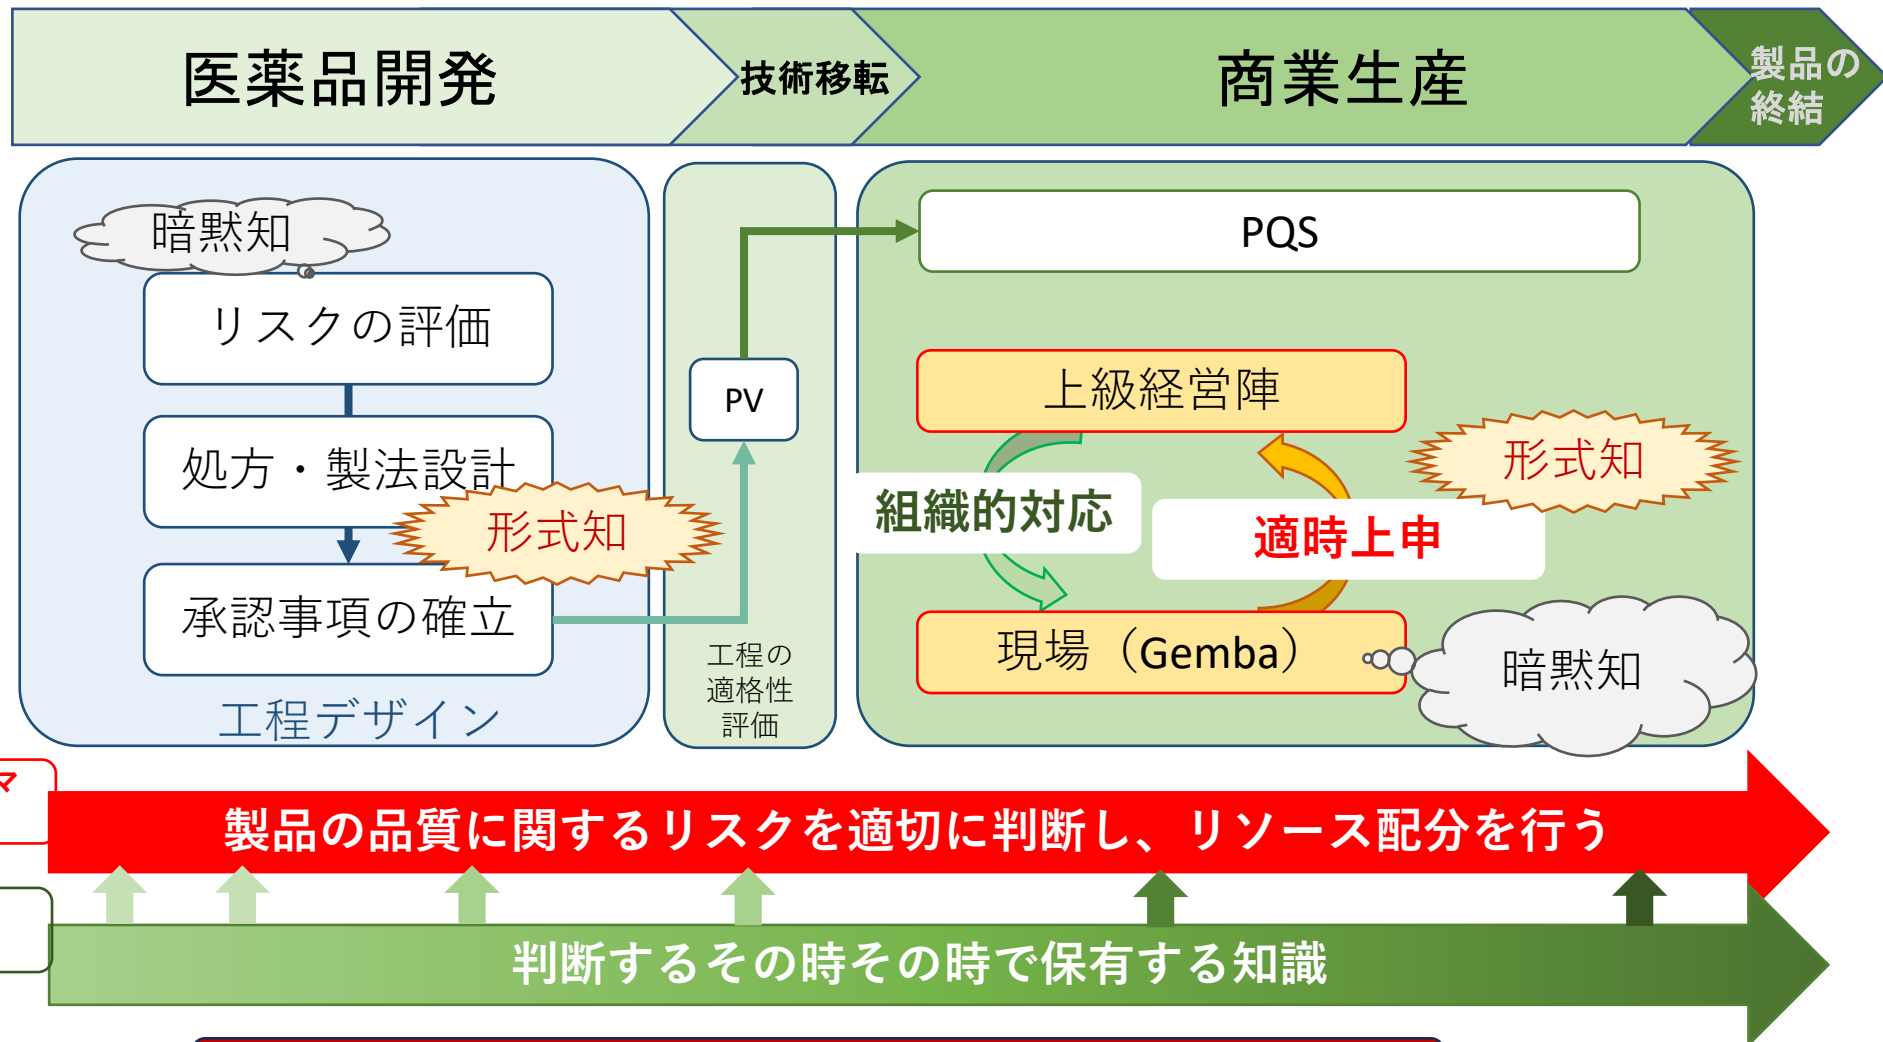 医薬品開発
技術移転
商業生産
製品の
終結
暗黙知
リスクの評価
処方・製法設計
形式知
承認事項の確立
工程デザイン
PV
工程の
適格性
評価
PQS
上級経営陣
形式知
組織的対応
適時上申
現場（Gemba）
暗黙知
マ
製品の品質に関するリスクを適切に判断し、リソース配分を行う
判断するその時その時で保有する知識